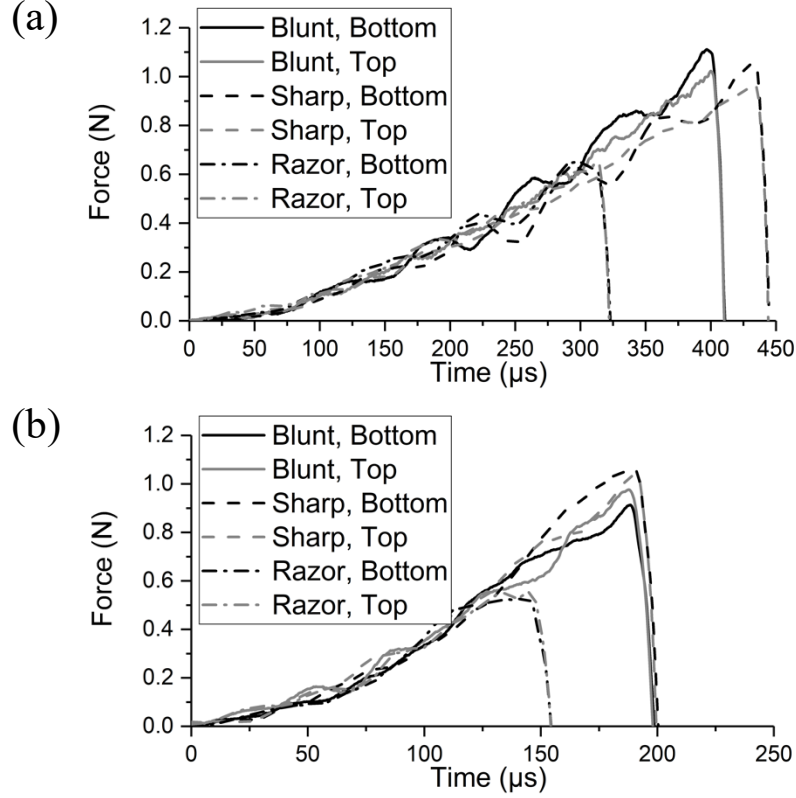 (a)
1.2
1.0
0.8
0.6
0.4
0.2
0.0
Force (N)
Blunt, Bottom
Blunt, Top
Sharp, Bottom
Sharp, Top
Razor, Bottom
Razor, Top
0 50 100 150 200 250 300 350 400 450
Time (µs)
(b)
1.2
1.0
0.8
0.6
0.4
0.2
0.0
Force (N)
Blunt, Bottom
Blunt, Top
Sharp, Bottom
Sharp, Top
Razor, Bottom
Razor, Top
0 50 100 150 200 250
Time (µs)